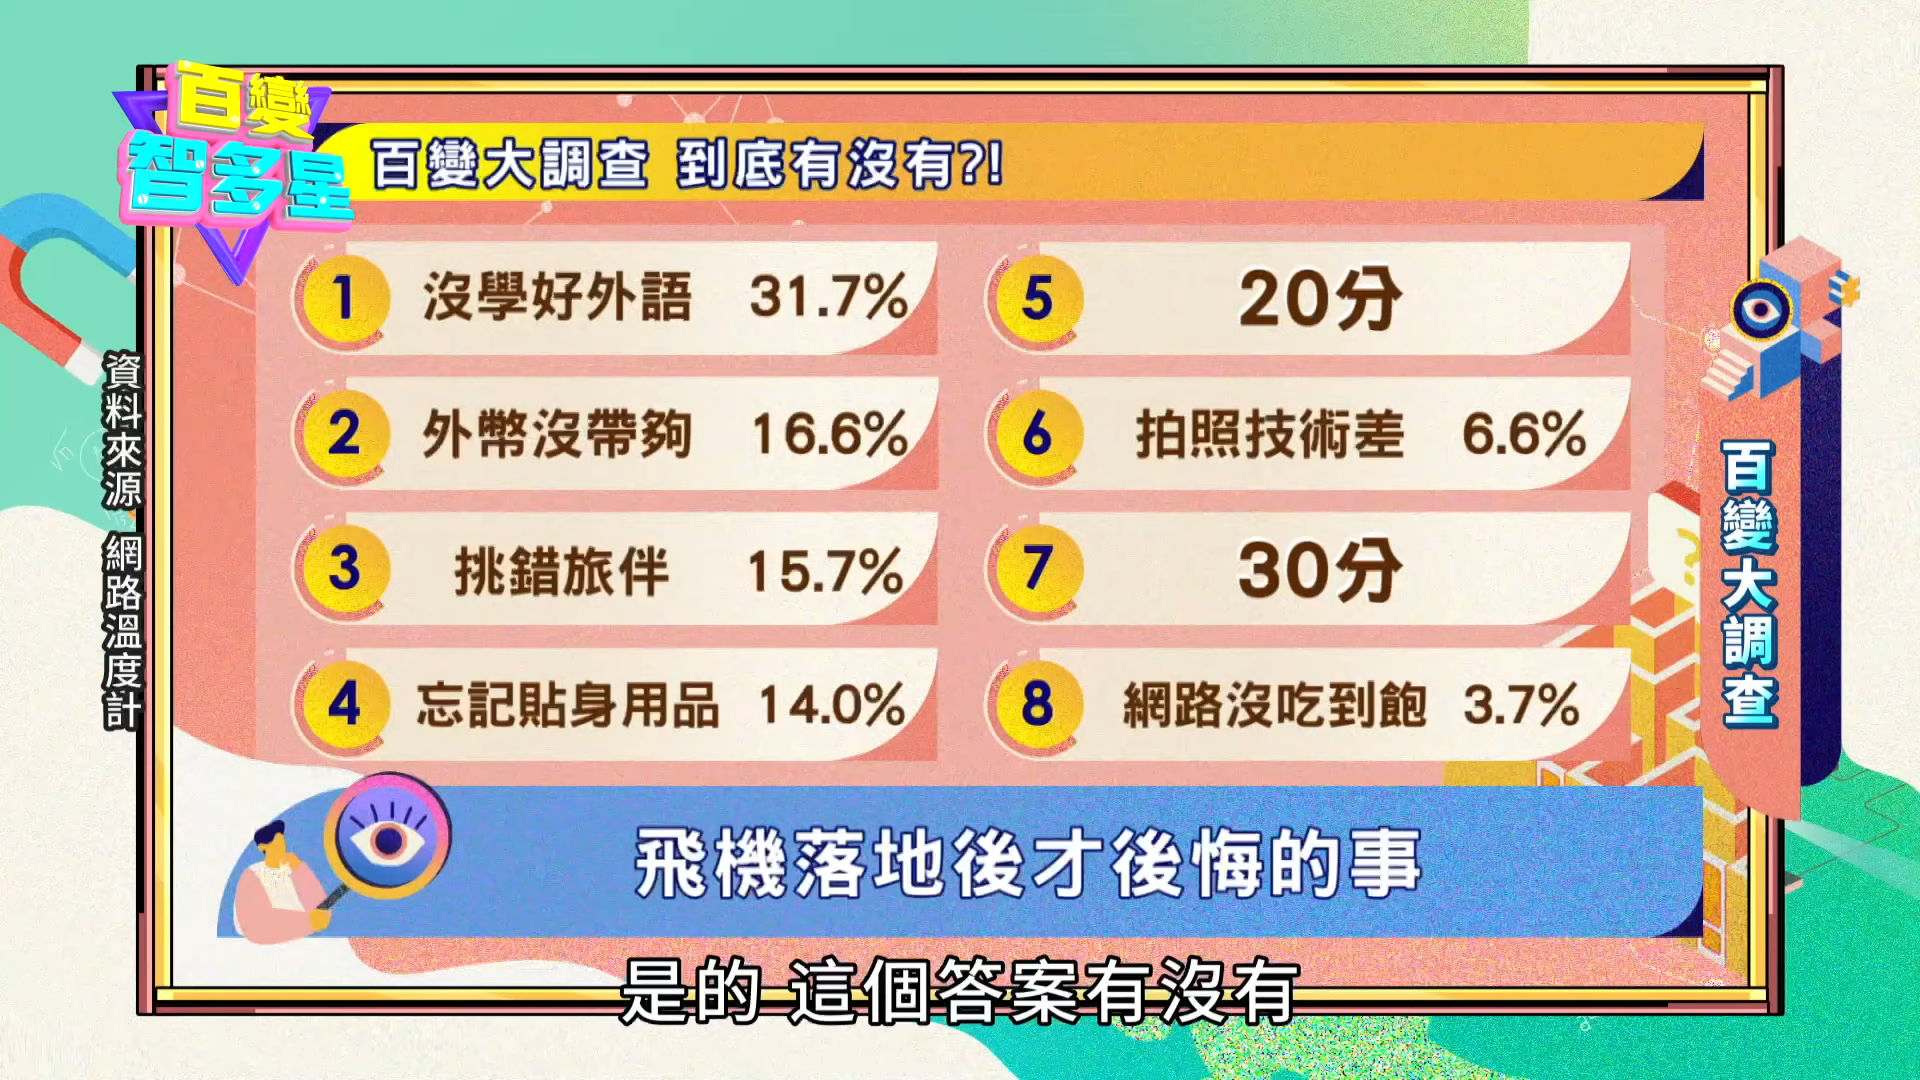 百變
智多星
百變大調查 到底有沒有?!
1 沒學好外語 31.7%
2 外幣沒帶夠 16.6%
3 挑錯旅伴 15.7%
4 忘記貼身用品 14.0%
5 20分
6 拍照技術差 6.6%
7 30分
8 網路沒吃到飽 3.7%
飛機落地後才後悔的事
資料來源 網路溫度計
百變大調查
是的 這個答案有沒有